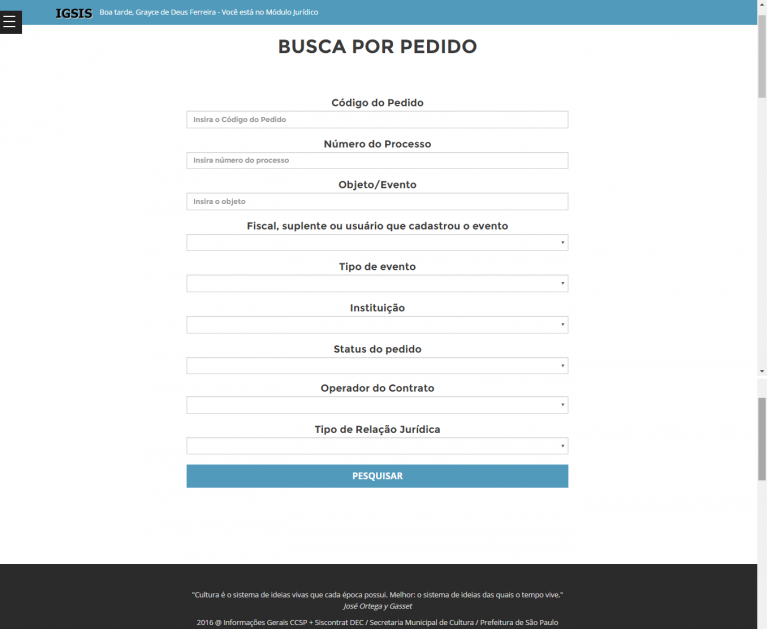 IGSIS Boa tarde, Grayce de Deus Ferreira - Você está no Módulo Jurídico
BUSCA POR PEDIDO
Código do Pedido
Insira o Código do Pedido
Número do Processo
Insira número do processo
Objeto/Evento
Insira o objeto
Fiscal, suplente ou usuário que cadastrou o evento
Tipo de evento
Instituição
Status do pedido
Operador do Contrato
Tipo de Relação Jurídica
PESQUISAR
"Cultura é o sistema de ideias vivas que cada época possui. Melhor: o sistema de ideias das quais o tempo vive."
José Ortega y Gasset
2016 @ Informações Gerais CCSP + Siscontrat DEC / Secretaria Municipal de Cultura / Prefeitura de São Paulo